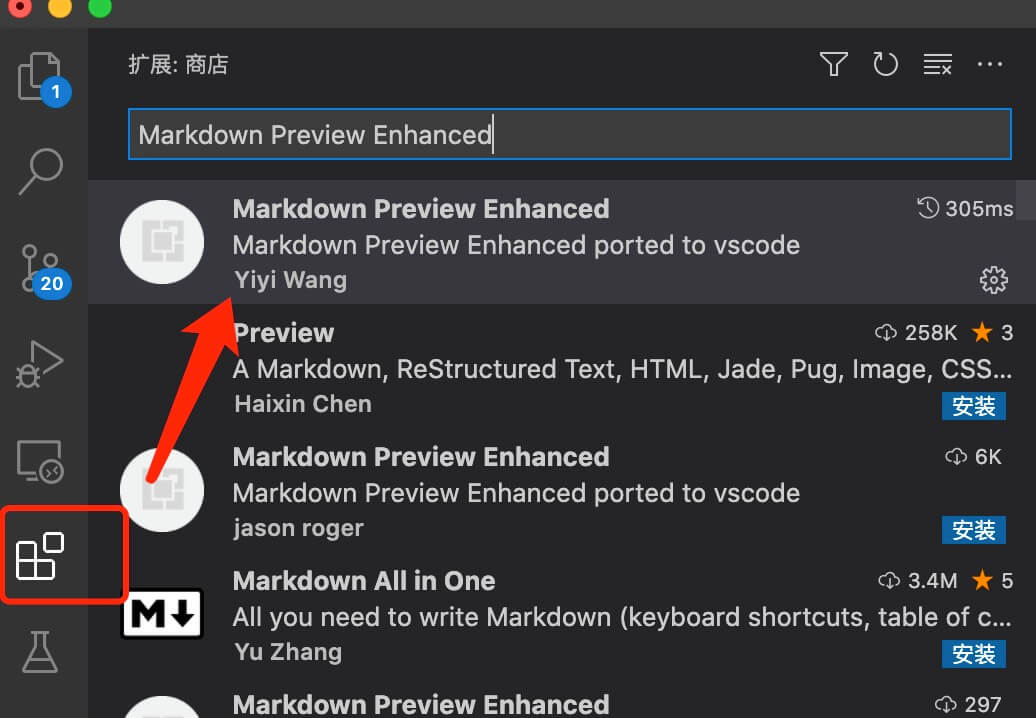 扩展: 商店
1
Markdown Preview Enhanced
Markdown Preview Enhanced 305ms
Markdown Preview Enhanced ported to vscode
Yiyi Wang
20
Preview 258K 3
A Markdown, ReStructured Text, HTML, Jade, Pug, Image, CSS...
Haixin Chen 安装
Markdown Preview Enhanced 6K
Markdown Preview Enhanced ported to vscode
jason roger 安装
Markdown All in One 3.4M 5
M All you need to write Markdown (keyboard shortcuts, table of c...
Yu Zhang 安装
Markdown Preview Enhanced 297